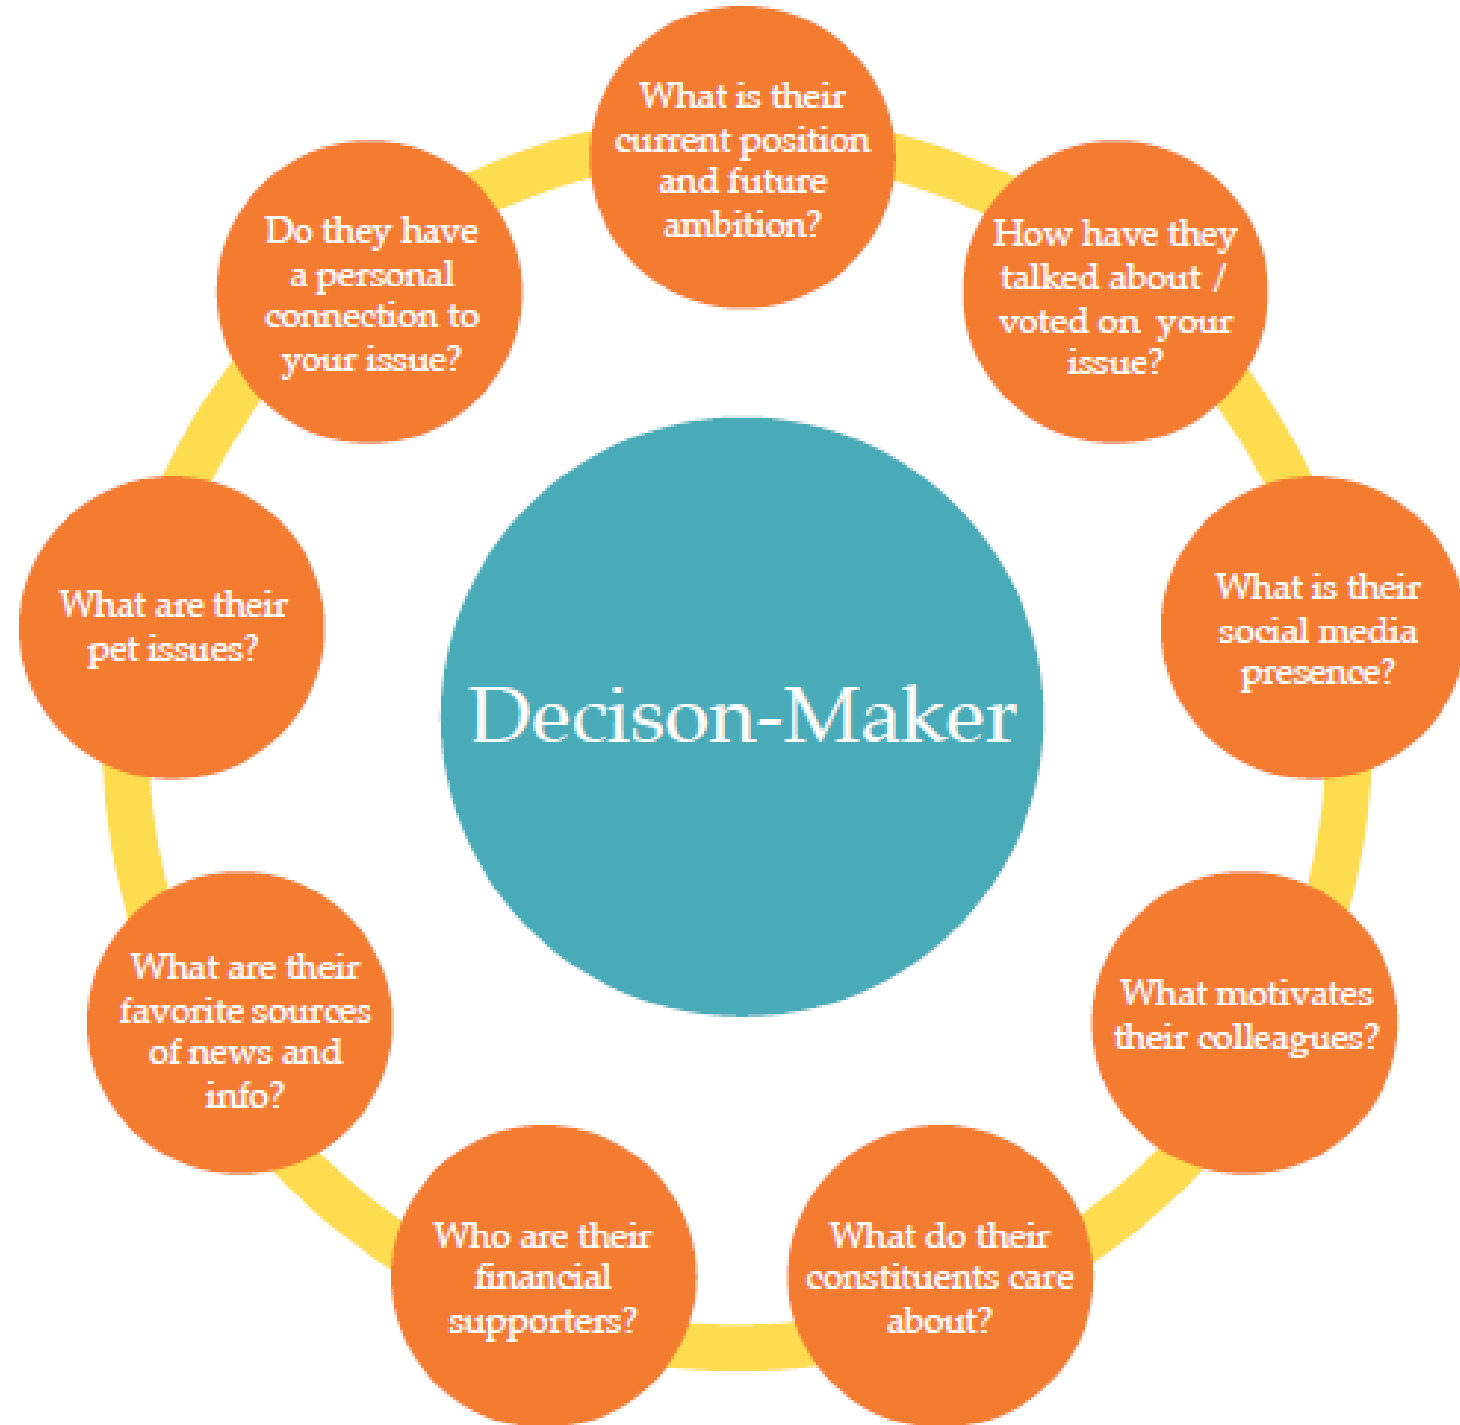 What is their
current position
and future
ambition?
How have they
talked about /
voted on your
issue?
What is their
social media
presence?
What motivates
their colleagues?
What do their
constituents care
about?
Who are their
financial
supporters?
What are their
favorite sources
of news and
info?
What are their
pet issues?
Do they have
a personal
connection to
your issue?
Decison-Maker